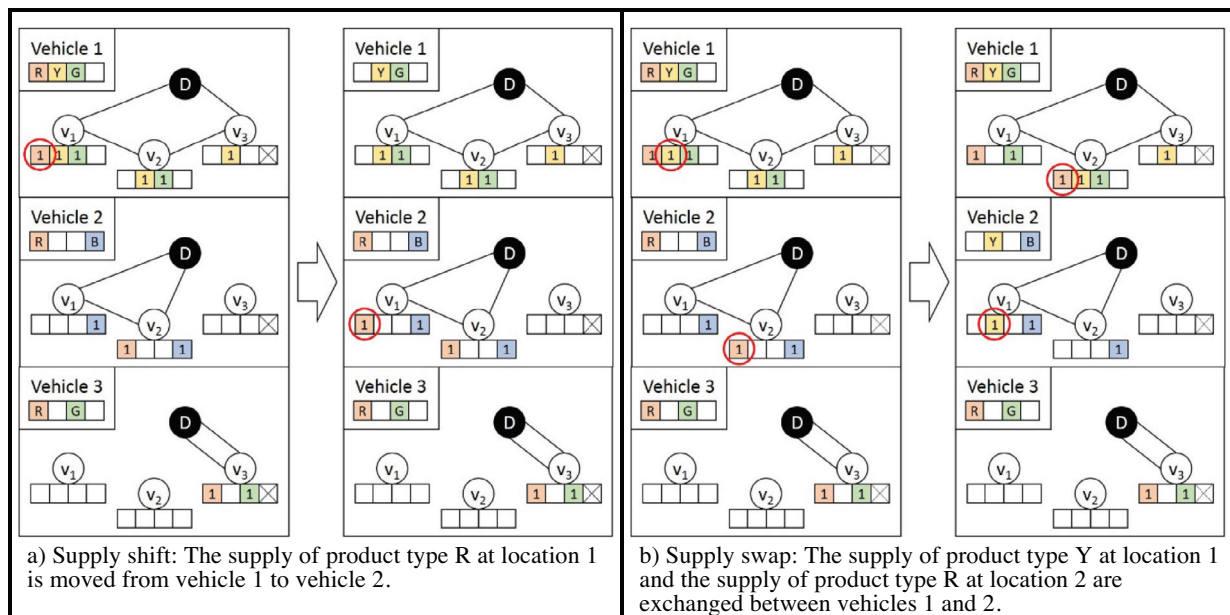 Vehicle 1
R Y G
D
v1
v3
1 1 1
v2
1
1 1
Vehicle 2
R B
D
v1
v3
1
v2
1 1
Vehicle 3
R G
D
v1
v3
v2
1 1
Vehicle 1
Y G
D
v1
v3
1 1
v2
1
1 1
Vehicle 2
R B
D
v1
v3
1 1
v2
1 1
Vehicle 3
R G
D
v1
v3
v2
1 1
a) Supply shift: The supply of product type R at location 1
is moved from vehicle 1 to vehicle 2.
Vehicle 1
R Y G
D
v1
v3
1 1 1
v2
1
1 1
Vehicle 2
R B
D
v1
v3
1
v2
1 1
Vehicle 3
R G
D
v1
v3
v2
1 1
Vehicle 1
R Y G
D
v1
v3
1 1
v2
1
1 1 1
Vehicle 2
Y B
D
v1
v3
1 1
v2
1
Vehicle 3
R G
D
v1
v3
v2
1 1
b) Supply swap: The supply of product type Y at location 1
and the supply of product type R at location 2 are
exchanged between vehicles 1 and 2.